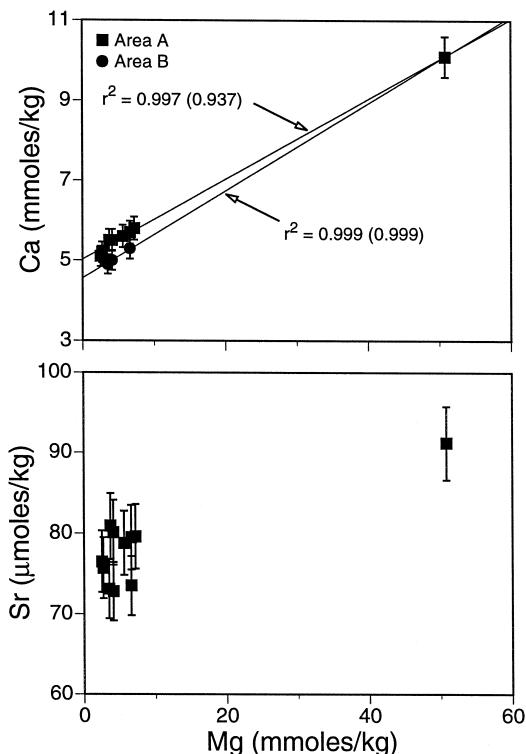 11
Area A
Area B
r² = 0.997 (0.937)
9
7
Ca (mmoles/kg)
r² = 0.999 (0.999)
5
3
100
90
80
Sr (μmoles/kg)
70
60
0 20 40 60
Mg (mmoles/kg)